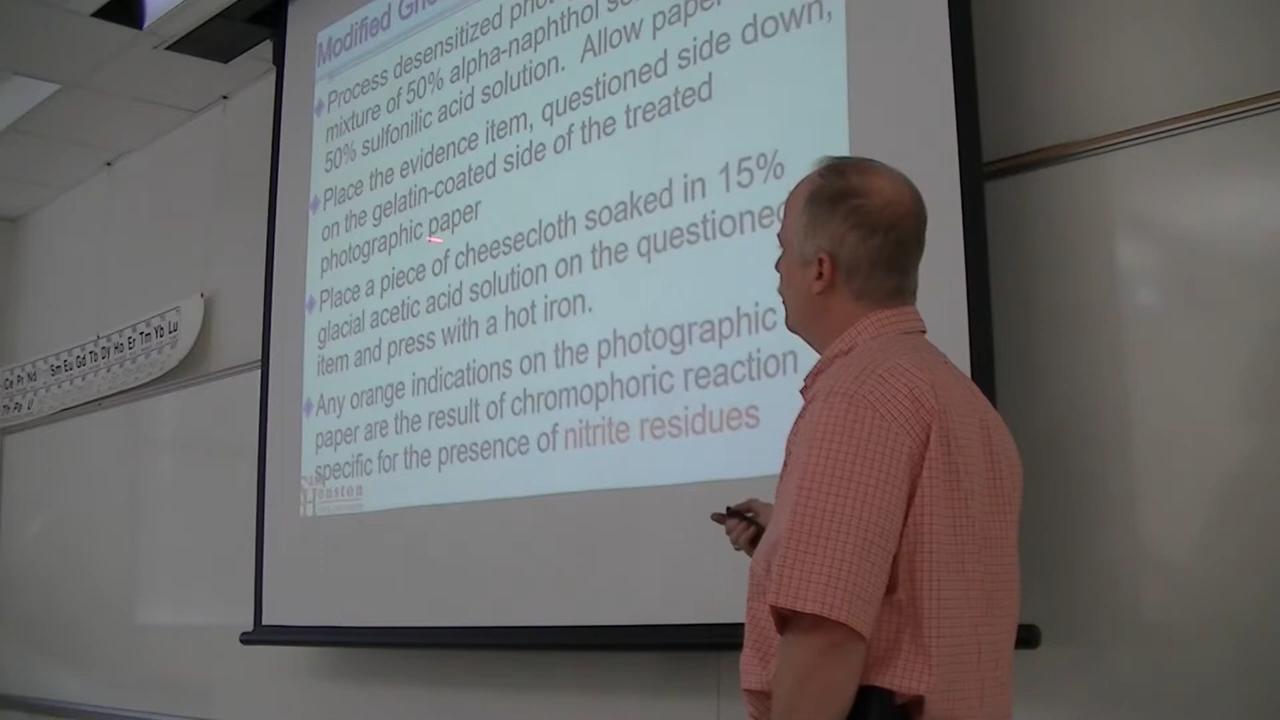 Modified
Process desensitized
mixture of 50% alpha-naphthol
50% sulfonilic acid solution. Allow paper
Place the evidence item, questioned side down,
on the gelatin-coated side of the treated
photographic paper
Place a piece of cheesecloth soaked in 15%
glacial acetic acid solution on the questioned
item and press with a hot iron.
Any orange indications on the photographic
paper are the result of chromophoric reaction
specific for the presence of nitrite residues
Sam
Houston
Ce Pr Nd Sm Eu Gd Tb Dy Ho Er Tm Yb Lu
Th Pa U